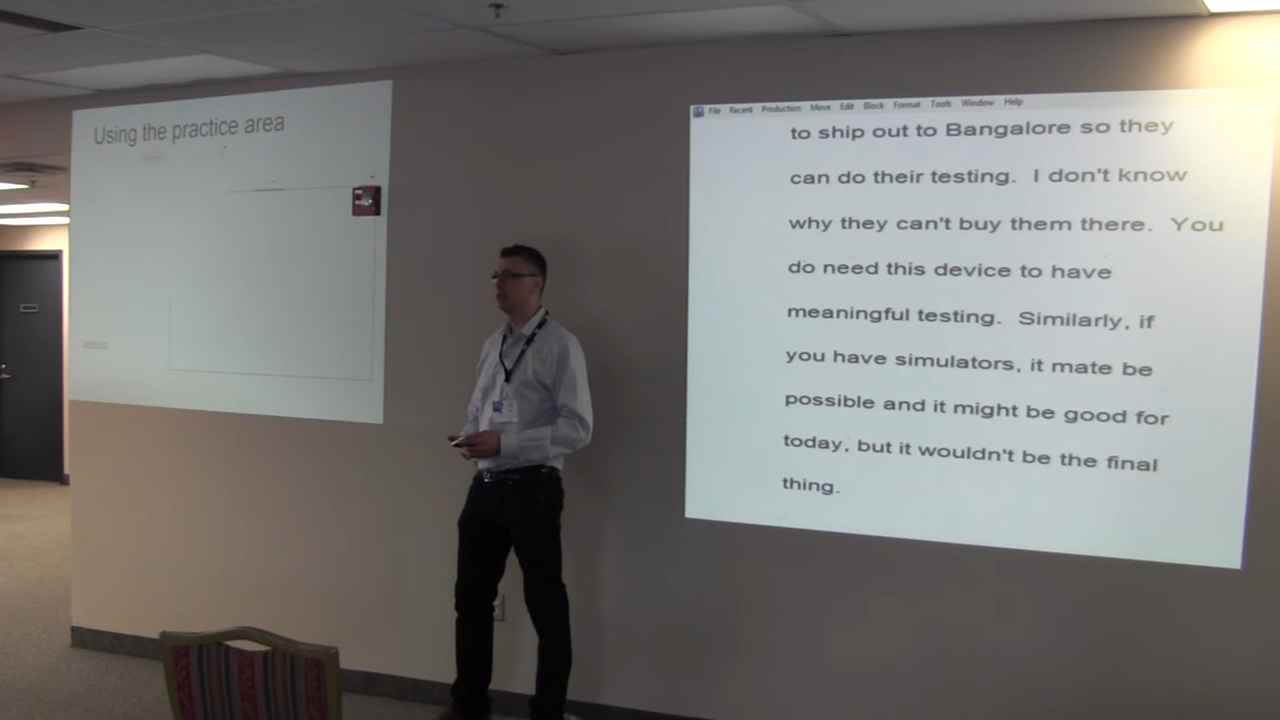 Using the practice area
File Recent Production Move Edit Block Format Tools Window Help
to ship out to Bangalore so they
can do their testing. I don't know
why they can't buy them there. You
do need this device to have
meaningful testing. Similarly, if
you have simulators, it mate be
possible and it might be good for
today, but it wouldn't be the final
thing.